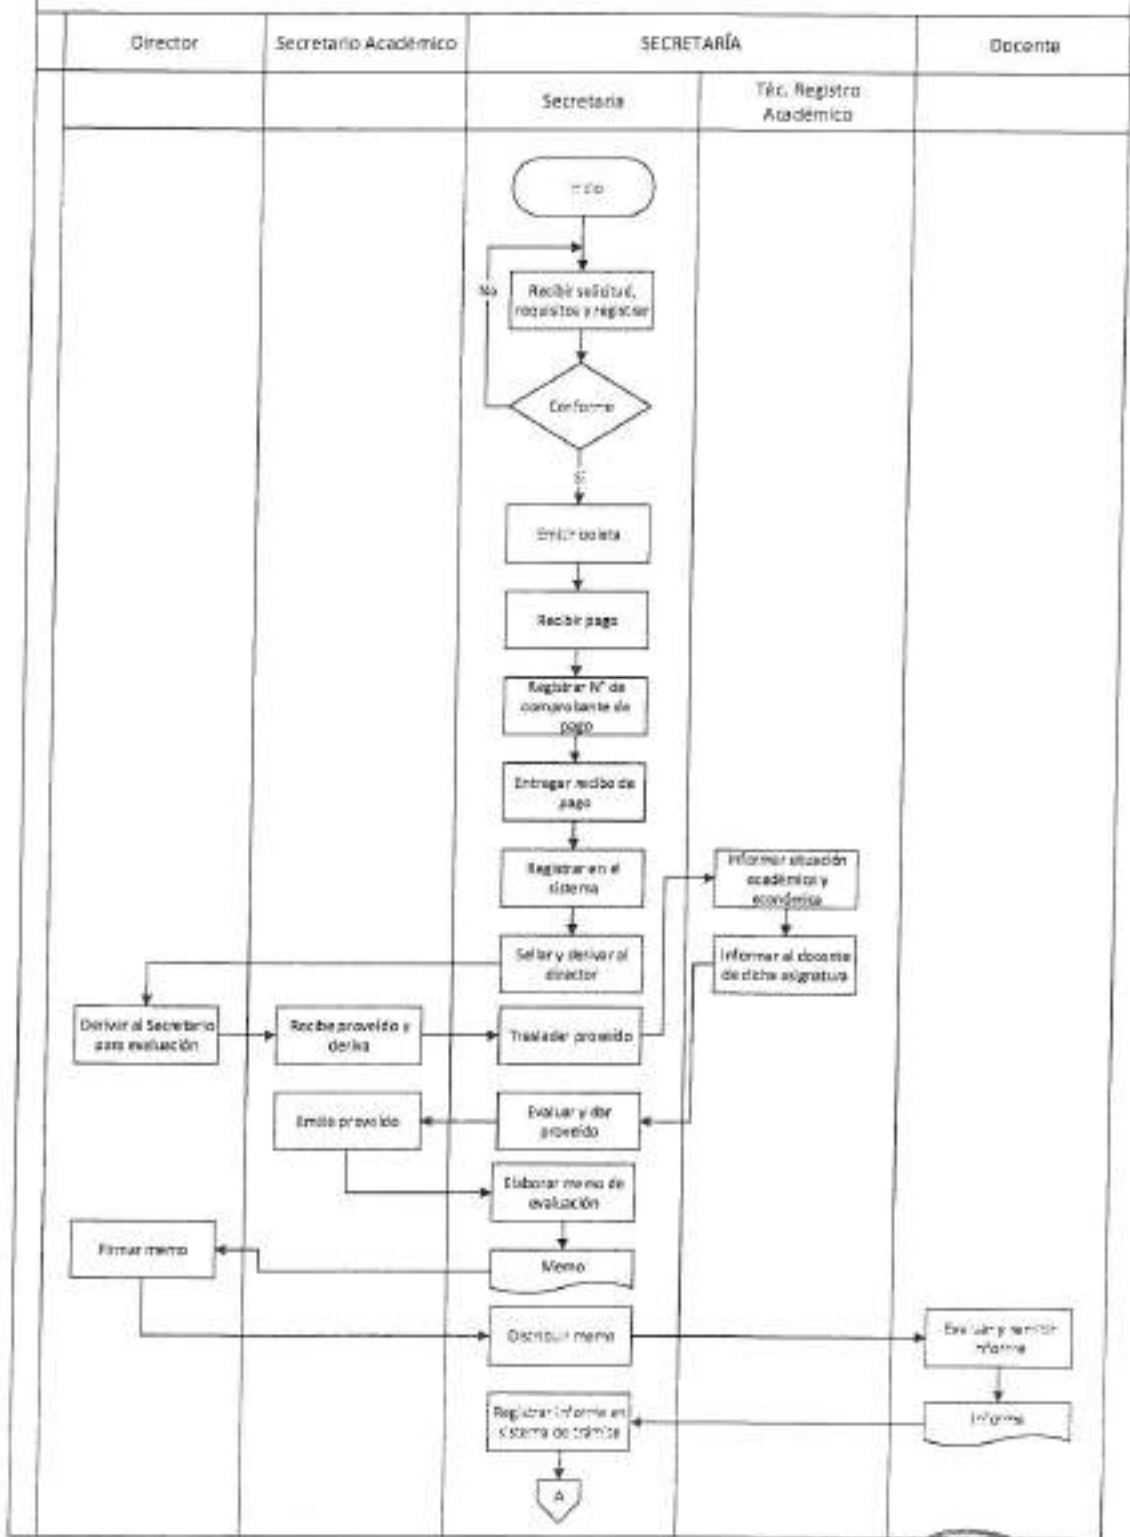 Director
Secretario Académico
SECRETARÍA
Docente
Secretaria
Téc. Registro
Académico
Inicio
No
Recibir solicitud,
requisitos y registrar
Conforme
Si
Emitir boleta
Recibir pago
Registrar N° de
comprobante de
pago
Entregar recibo de
pago
Registrar en el
sistema
Informar situación
académica y
económica
Sellar y derivar al
director
Informar al docente
de dicha asignatura
Derivar al Secretario
para evaluación
Recibe proveído y
deriva
Trasladar proveído
Emite proveído
Evaluar y dar
proveído
Elaborar memo de
evaluación
Firmar memo
Memo
Distribuir memo
Evaluar y remitir
informe
Registrar informe en
sistema de trámite
Informe
A